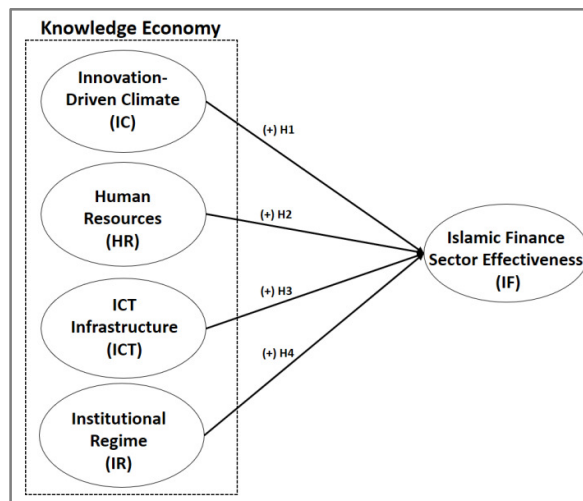 Knowledge Economy
Innovation-
Driven Climate
(IC)
(+) H1
Human
Resources
(HR)
(+) H2
Islamic Finance
Sector Effectiveness
(IF)
ICT
Infrastructure
(ICT)
(+) H3
(+) H4
Institutional
Regime
(IR)